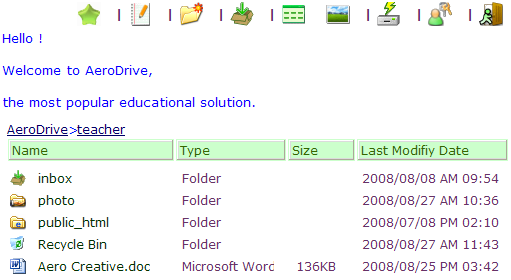 Hello !
Welcome to AeroDrive,
the most popular educational solution.
AeroDrive>teacher
Name Type Size Last Modifiy Date
inbox Folder 2008/08/08 AM 09:54
photo Folder 2008/08/27 AM 10:36
public_html Folder 2008/07/08 PM 02:10
Recycle Bin Folder 2008/08/27 AM 11:43
Aero Creative.doc Microsoft Word 136KB 2008/08/25 PM 03:42